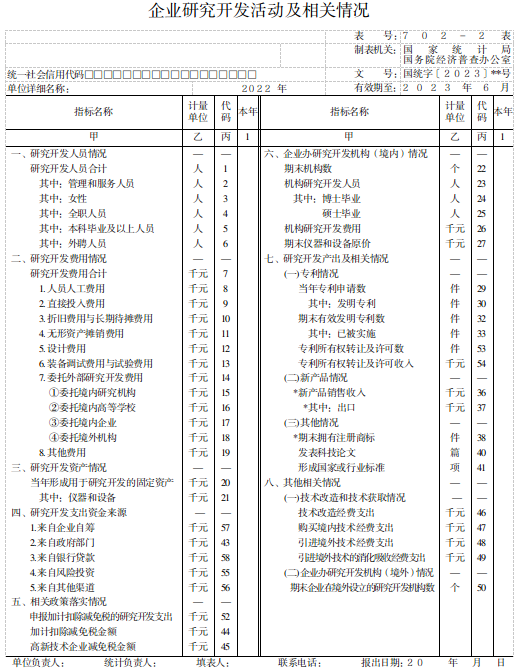 企业研究开发活动及相关情况
表　　号：７０２－２表
制表机关：国家统计局
国务院经济普查办公室
统一社会信用代码□□□□□□□□□□□□□□□□□□ 文　　号：国统字[2023]**号
单位详细名称： 2022 年 有效期至：2023年6月
指标名称 计量单位 代码 本年 指标名称 计量单位 代码 本年
甲 乙 丙 1 甲 乙 丙 1
一、研究开发人员情况 — — 六、企业办研究开发机构（境内）情况 — —
研究开发人员合计 人 1 期末机构数 个 22
其中：管理和服务人员 人 2 机构研究开发人员 人 23
其中：女性 人 3 其中：博士毕业 人 24
其中：全职人员 人 4 硕士毕业 人 25
其中：本科毕业及以上人员 人 5 机构研究开发费用 千元 26
其中：外聘人员 人 6 期末仪器和设备原价 千元 27
二、研究开发费用情况 — — 七、研究开发产出及相关情况 — —
研究开发费用合计 千元 7 (一)专利情况 — —
1.人员人工费用 千元 8 当年专利申请数 件 29
2.直接投入费用 千元 9 其中：发明专利 件 30
3.折旧费用与长期待摊费用 千元 10 期末有效发明专利数 件 32
4.无形资产摊销费用 千元 11 其中：已被实施 件 33
5.设计费用 千元 12 专利所有权转让及许可数 件 53
6.装备调试费用与试验费用 千元 13 专利所有权转让及许可收入 千元 54
7.委托外部研究开发费用 千元 14 (二)新产品情况 — —
①委托境内研究机构 千元 15 *新产品销售收入 千元 36
②委托境内高等学校 千元 16 *其中：出口 千元 37
③委托境内企业 千元 17 (三)其他情况 — —
④委托境外机构 千元 18 *期末拥有注册商标 件 38
8.其他费用 千元 19 发表科技论文 篇 40
三、研究开发资产情况 — — 形成国家或行业标准 项 41
当年形成用于研究开发的固定资产 千元 20 八、其他相关情况 — —
其中：仪器和设备 千元 21 (一)技术改造和技术获取情况 — —
四、研究开发支出资金来源 — — 技术改造经费支出 千元 46
1.来自企业自筹 千元 57 购买境内技术经费支出 千元 47
2.来自政府部门 千元 43 引进境外技术经费支出 千元 48
3.来自银行贷款 千元 58 引进境外技术的消化吸收经费支出 千元 49
4.来自风险投资 千元 55 (二)企业办研究开发机构（境外）情况 — —
5.来自其他渠道 千元 56 期末企业在境外设立的研究开发机构数 个 50
五、相关政策落实情况 — —
申报加计扣除减免税的研究开发支出 千元 52
加计扣除减免税金额 千元 44
高新技术企业减免税金额 千元 45
单位负责人： 统计负责人： 填表人： 联系电话： 报出日期：20　年　月　日